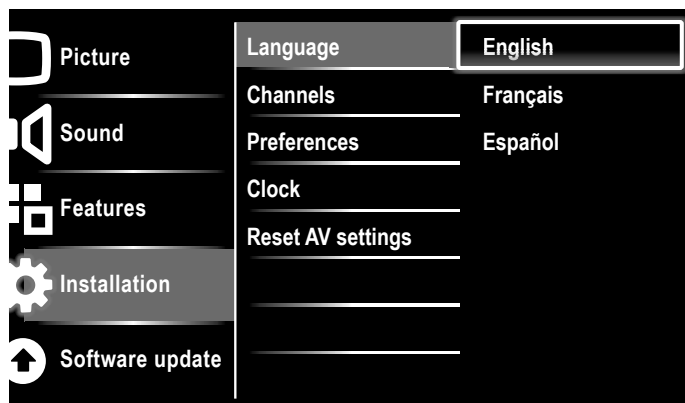 Picture
Sound
Features
Installation
Software update
Language
Channels
Preferences
Clock
Reset AV settings
English
Français
Español